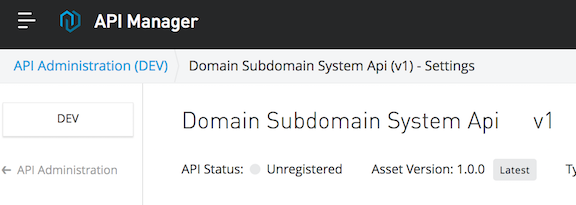 API Manager
API Administration (DEV) Domain Subdomain System Api (v1) - Settings
DEV
Domain Subdomain System Api v1
← API Administration
API Status: Unregistered Asset Version: 1.0.0 Latest